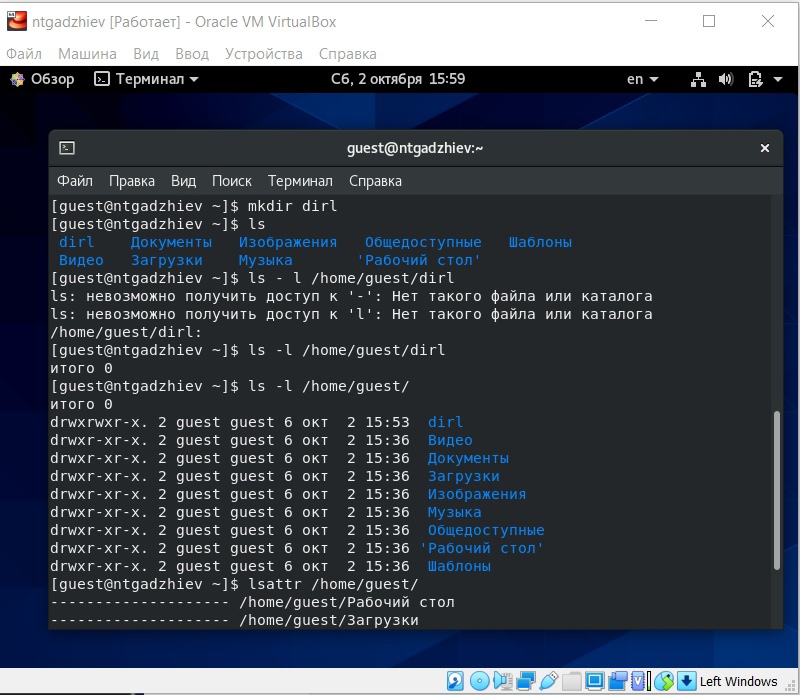 ntgadzhiev [Работает] - Oracle VM VirtualBox
Файл Машина Вид Ввод Устройства Справка
Обзор Терминал Сб, 2 октября 15:59 en
guest@ntgadzhiev:~
Файл Правка Вид Поиск Терминал Справка
[guest@ntgadzhiev ~]$ mkdir dirl
[guest@ntgadzhiev ~]$ ls
dirl Документы Изображения Общедоступные Шаблоны
Видео Загрузки Музыка 'Рабочий стол'
[guest@ntgadzhiev ~]$ ls - l /home/guest/dirl
ls: невозможно получить доступ к '-': Нет такого файла или каталога
ls: невозможно получить доступ к 'l': Нет такого файла или каталога
/home/guest/dirl:
[guest@ntgadzhiev ~]$ ls -l /home/guest/dirl
итого 0
[guest@ntgadzhiev ~]$ ls -l /home/guest/
итого 0
drwxrwxr-x. 2 guest guest 6 окт 2 15:53 dirl
drwxr-xr-x. 2 guest guest 6 окт 2 15:36 Видео
drwxr-xr-x. 2 guest guest 6 окт 2 15:36 Документы
drwxr-xr-x. 2 guest guest 6 окт 2 15:36 Загрузки
drwxr-xr-x. 2 guest guest 6 окт 2 15:36 Изображения
drwxr-xr-x. 2 guest guest 6 окт 2 15:36 Музыка
drwxr-xr-x. 2 guest guest 6 окт 2 15:36 Общедоступные
drwxr-xr-x. 2 guest guest 6 окт 2 15:36 'Рабочий стол'
drwxr-xr-x. 2 guest guest 6 окт 2 15:36 Шаблоны
[guest@ntgadzhiev ~]$ lsattr /home/guest/
-------------------- /home/guest/Рабочий стол
-------------------- /home/guest/Загрузки
Left Windows